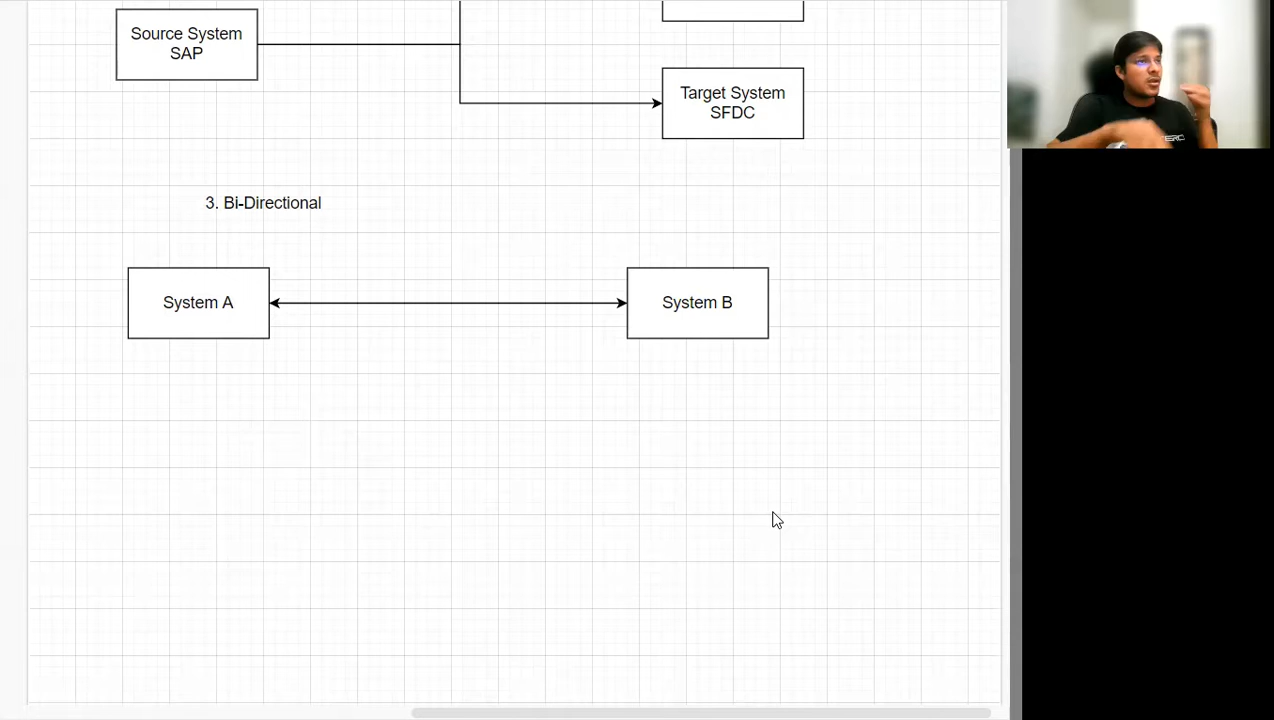 Source System
SAP
Target System
SFDC
3. Bi-Directional
System A
System B